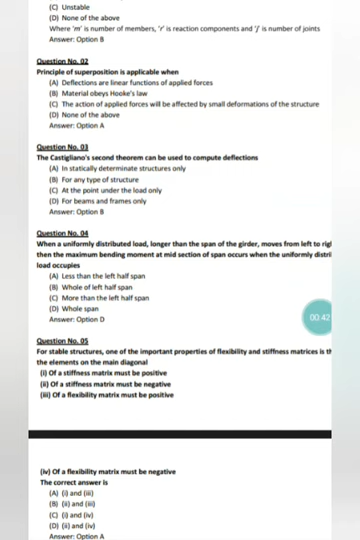 (C) Unstable
(D) None of the above
Where 'm' is number of members, 'r' is reaction components and 'j' is number of joints
Answer: Option B
Question No. 02
Principle of superposition is applicable when
(A) Deflections are linear functions of applied forces
(B) Material obeys Hooke's law
(C) The action of applied forces will be affected by small deformations of the structure
(D) None of the above
Answer: Option A
Question No. 03
The Castigliano's second theorem can be used to compute deflections
(A) In statically determinate structures only
(B) For any type of structure
(C) At the point under the load only
(D) For beams and frames only
Answer: Option B
Question No. 04
When a uniformly distributed load, longer than the span of the girder, moves from left to rig
then the maximum bending moment at mid section of span occurs when the uniformly distri
load occupies
(A) Less than the left half span
(B) Whole of left half span
(C) More than the left half span
(D) Whole span
Answer: Option D
00:42
Question No. 05
For stable structures, one of the important properties of flexibility and stiffness matrices is th
the elements on the main diagonal
(i) Of a stiffness matrix must be positive
(ii) Of a stiffness matrix must be negative
(iii) Of a flexibility matrix must be positive
(iv) Of a flexibility matrix must be negative
The correct answer is
(A) (i) and (iii)
(B) (ii) and (iii)
(C) (i) and (iv)
(D) (ii) and (iv)
Answer: Option A